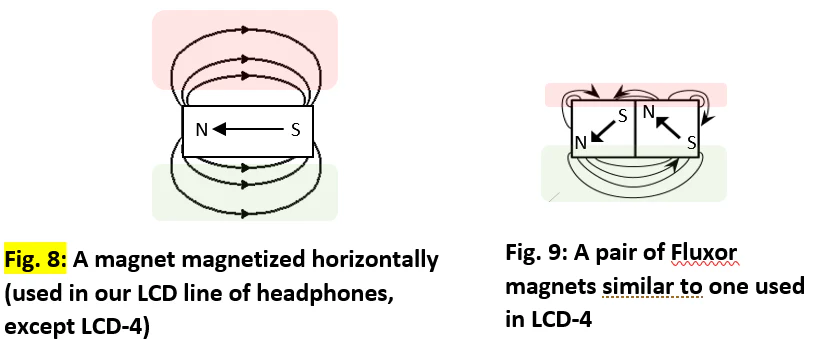 N S
S N
N S
Fig. 8: A magnet magnetized horizontally
(used in our LCD line of headphones,
except LCD-4)
Fig. 9: A pair of Fluxor
magnets similar to one used
in LCD-4